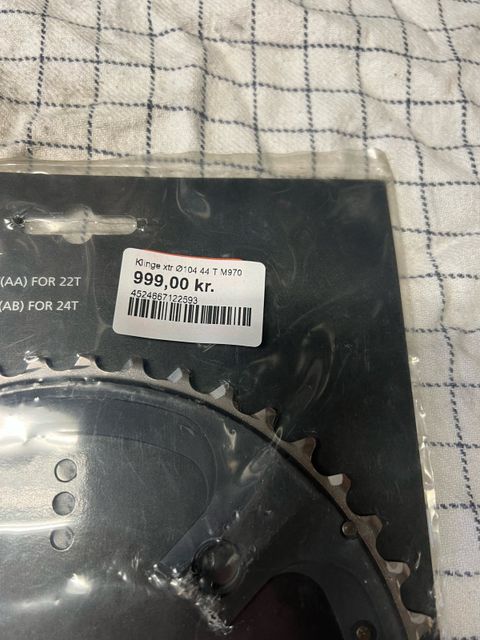 Klinge xtr Ø104 44 T M970
999,00 kr.
4524667122593
(AA) FOR 22T
(AB) FOR 24T